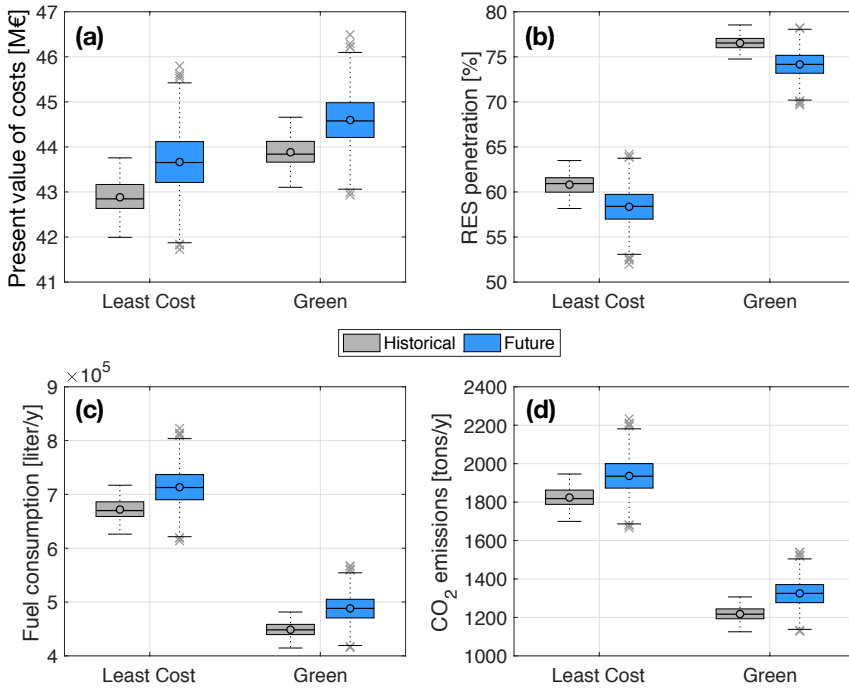 (a)
Present value of costs [M€]
47
46
45
44
43
42
41
Least Cost
Green
(b)
RES penetration [%]
80
75
70
65
60
55
50
Least Cost
Green
Historical
Future
× 10^5
(c)
Fuel consumption [liter/y]
9
8
7
6
5
4
Least Cost
Green
(d)
CO₂ emissions [tons/y]
2400
2200
2000
1800
1600
1400
1200
1000
Least Cost
Green